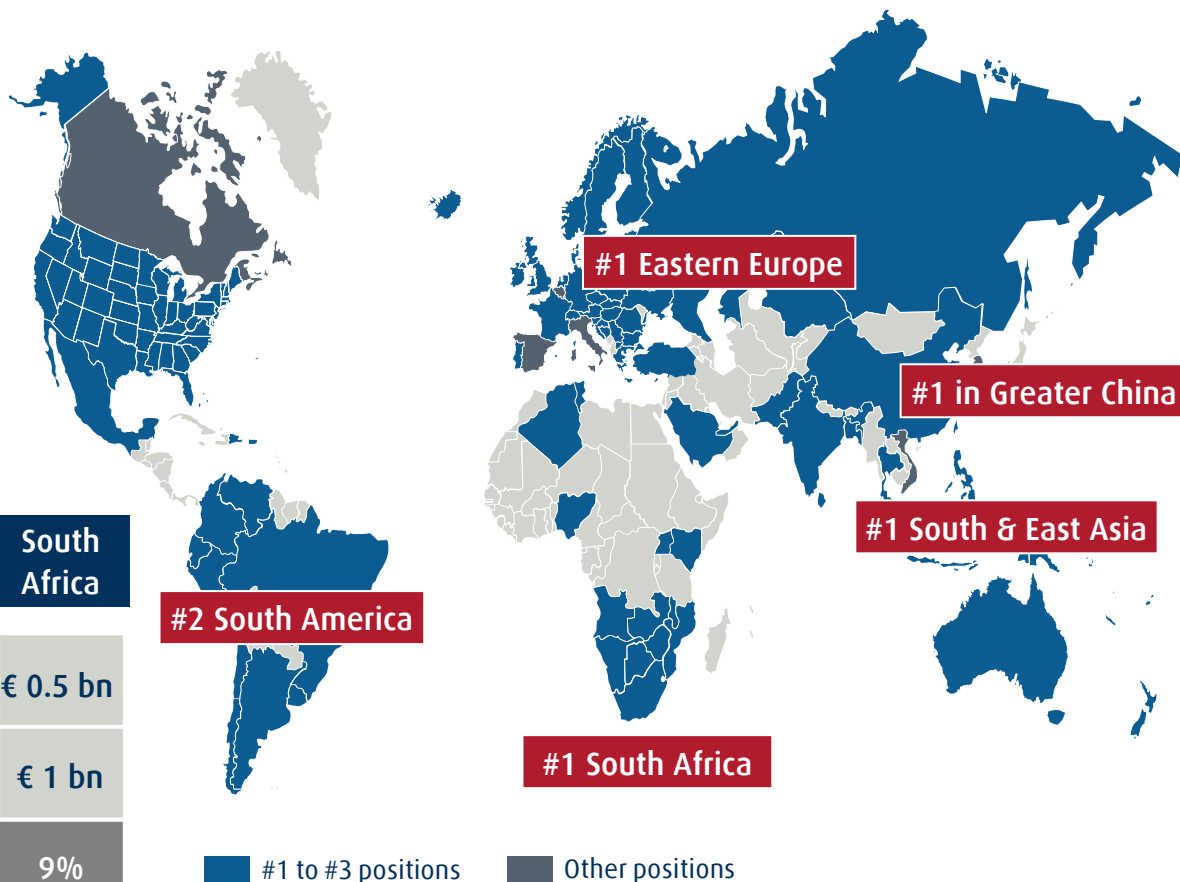 #1 Eastern Europe
#1 in Greater China
#1 South & East Asia
South
Africa
#2 South America
€ 0.5 bn
#1 South Africa
€ 1 bn
9%
#1 to #3 positions
Other positions